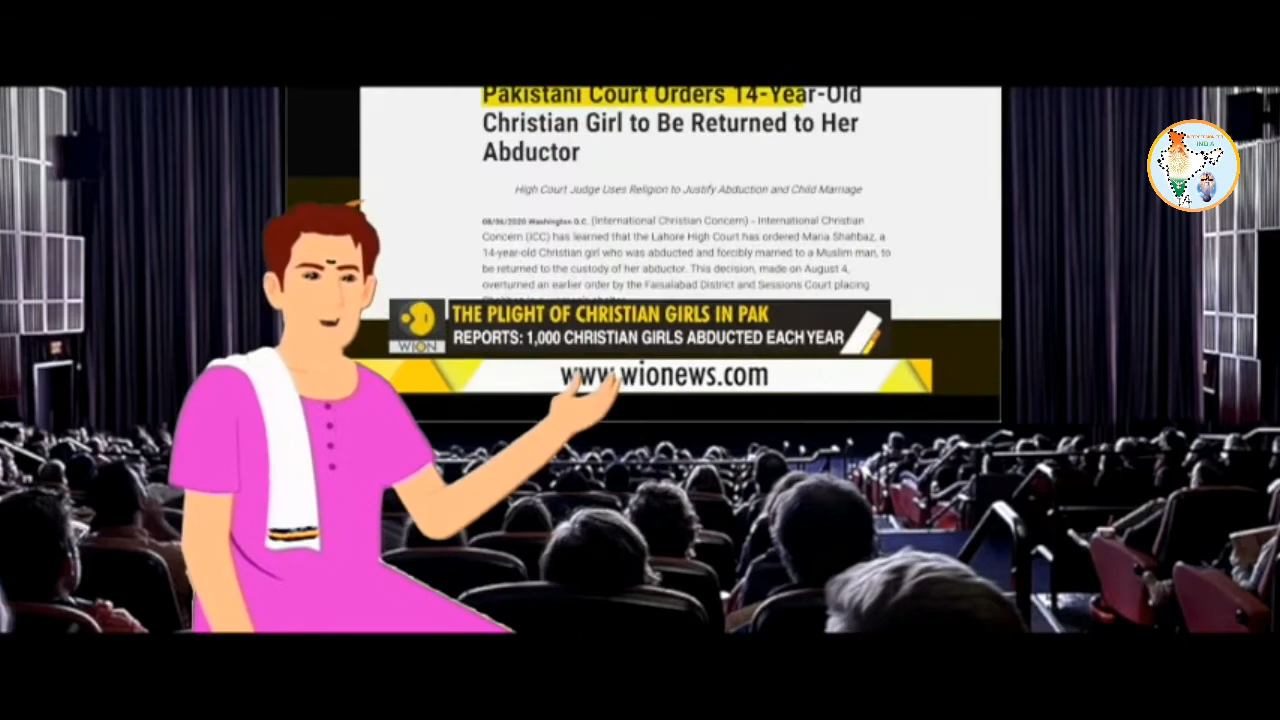 Pakistani Court Orders 14-Year-Old
Christian Girl to Be Returned to Her
Abductor
High Court Judge Uses Religion to Justify Abduction and Child Marriage
08/06/2020 Washington D.C. (International Christian Concern) – International Christian
Concern (ICC) has learned that the Lahore High Court has ordered Maria Shahbaz, a
14-year-old Christian girl who was abducted and forcibly married to a Muslim man, to
be returned to the custody of her abductor. This decision, made on August 4,
overturned an earlier order by the Faisalabad District and Sessions Court placing
THE PLIGHT OF CHRISTIAN GIRLS IN PAK
REPORTS: 1,000 CHRISTIAN GIRLS ABDUCTED EACH YEAR
WION
www.wionews.com
INDIA
14